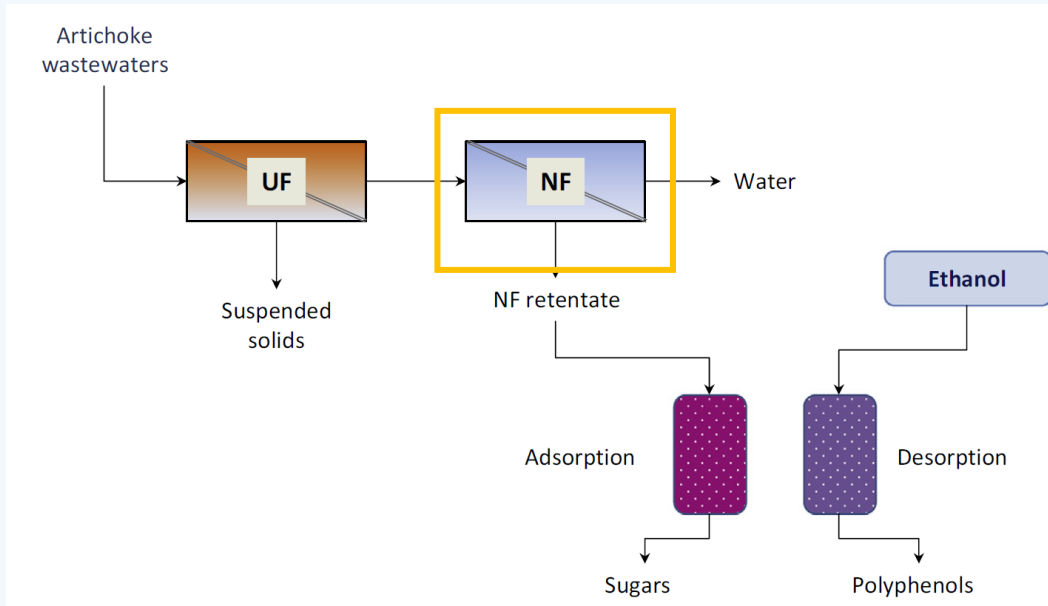 Artichoke
wastewaters
UF
NF
Water
Suspended
solids
NF retentate
Ethanol
Adsorption
Desorption
Sugars
Polyphenols